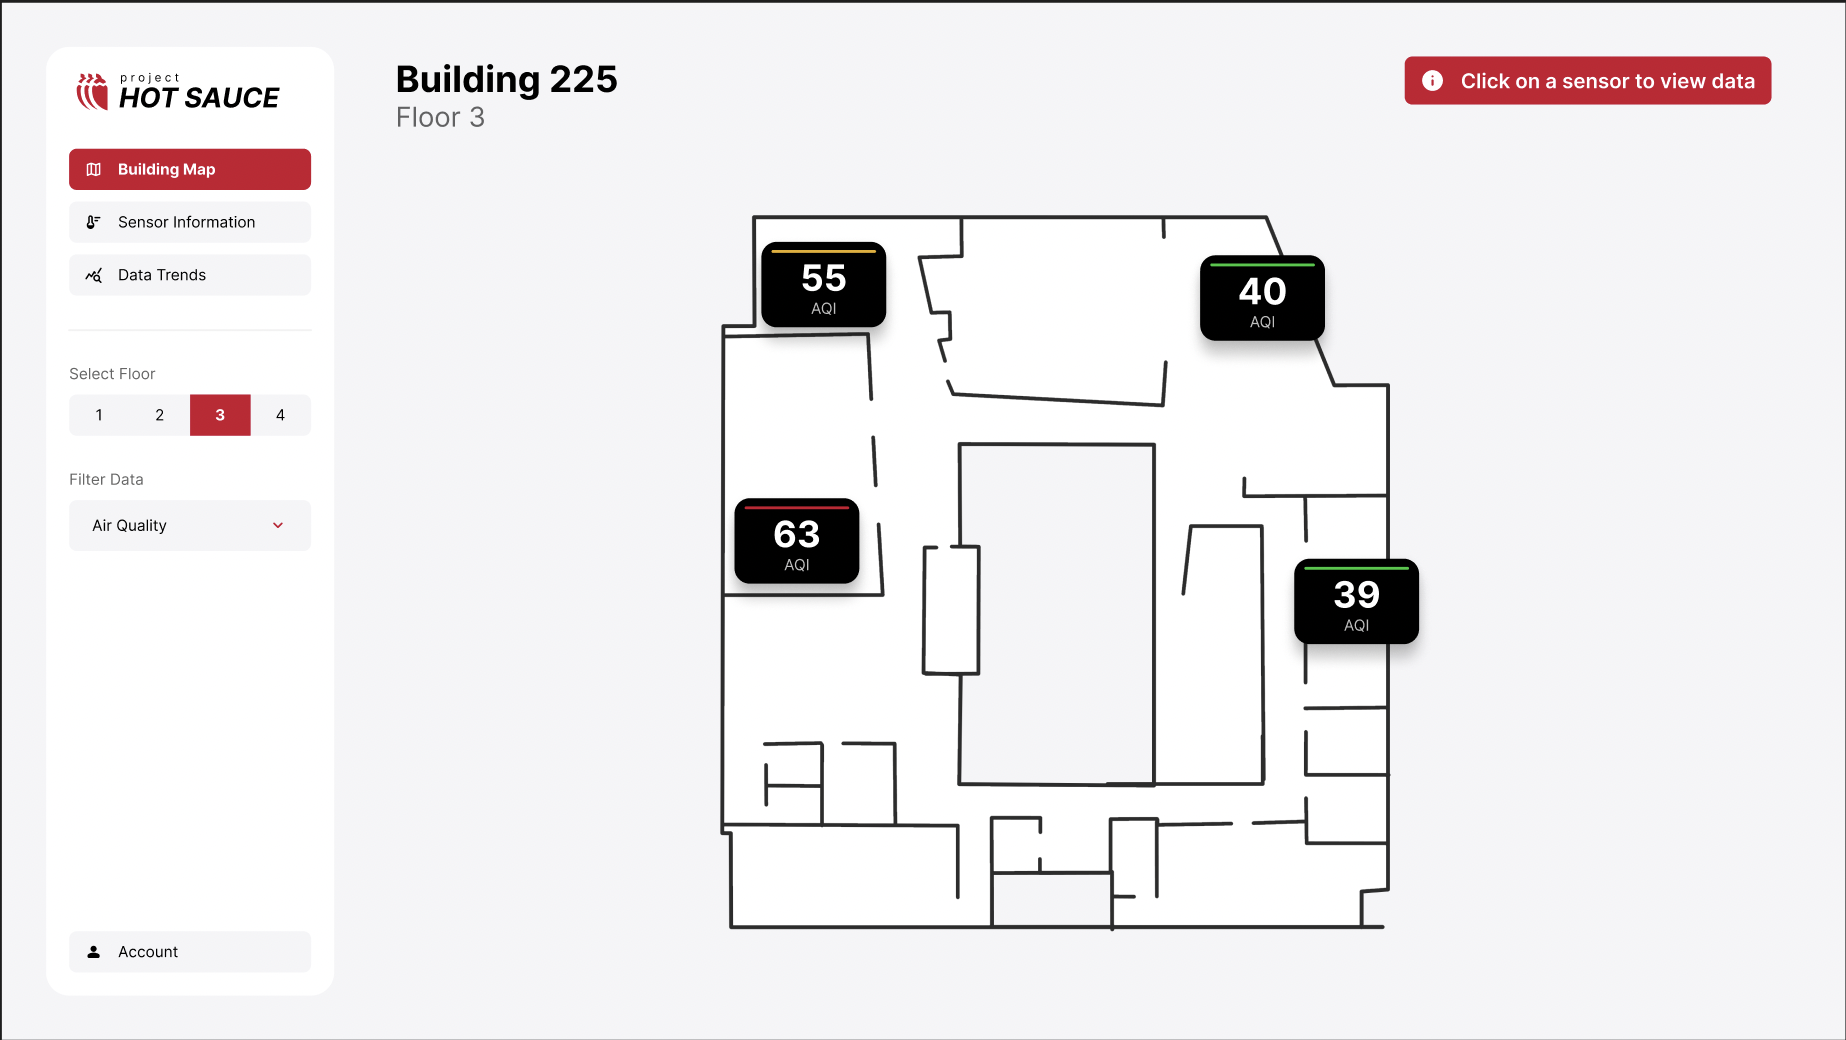 project
HOT SAUCE
Building Map
Sensor Information
Data Trends
Select Floor
1 2 3 4
Filter Data
Air Quality
Account
Building 225
Floor 3
Click on a sensor to view data
55
AQI
40
AQI
63
AQI
39
AQI